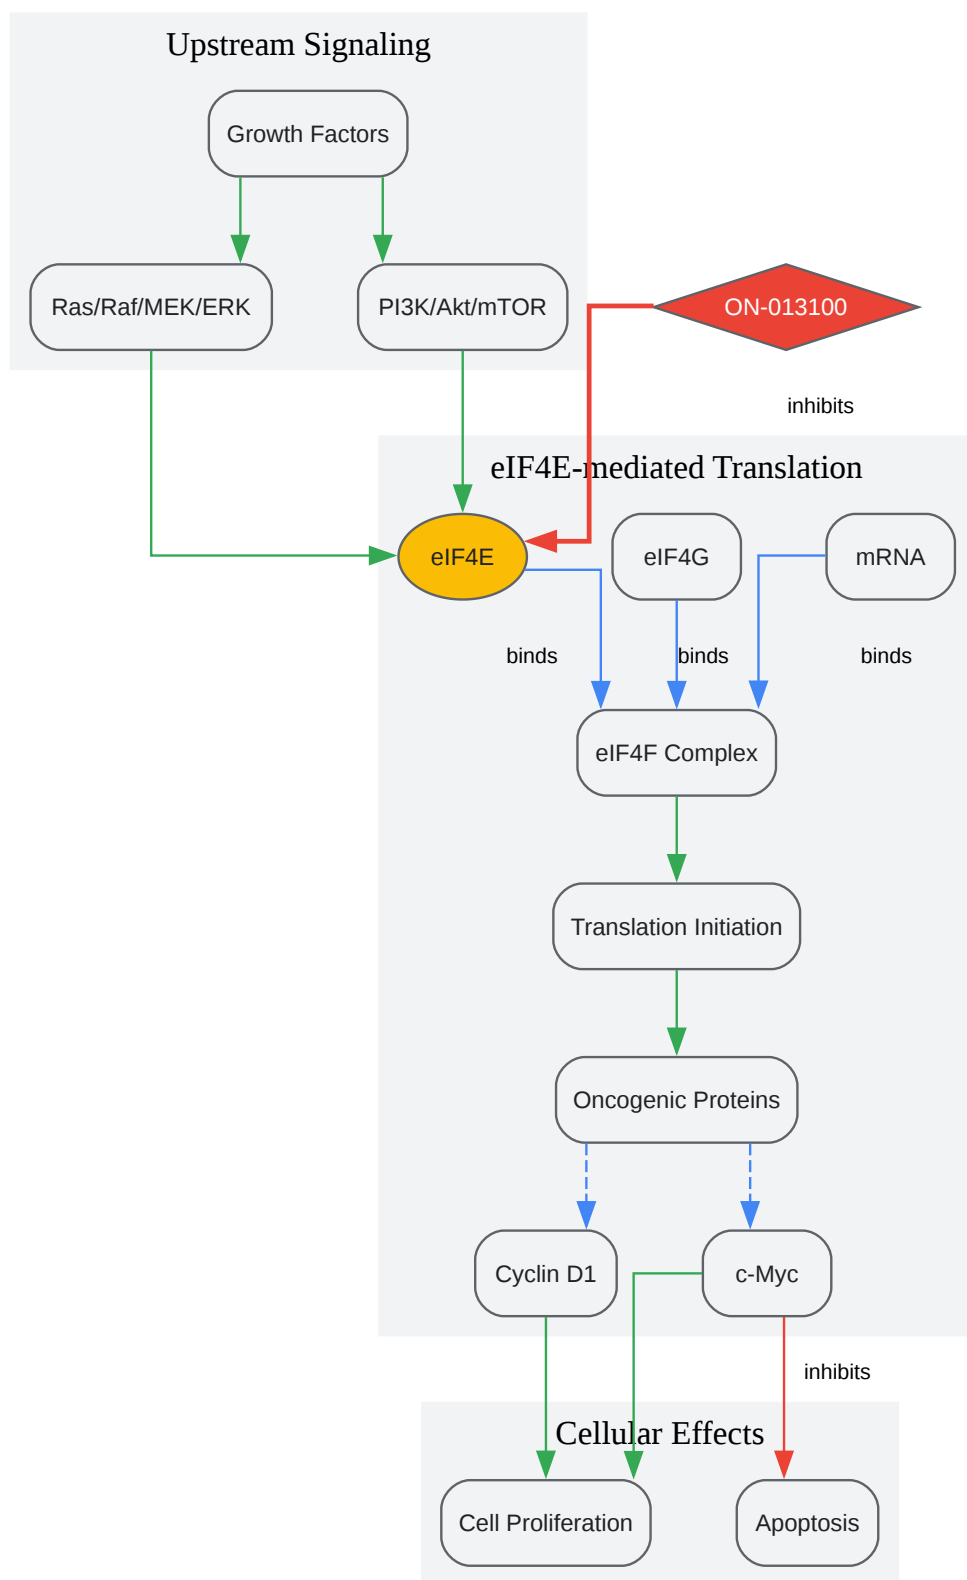 Upstream Signaling
Growth Factors
Ras/Raf/MEK/ERK
PI3K/Akt/mTOR
ON-013100
inhibits
eIF4E-mediated Translation
eIF4E
eIF4G
mRNA
binds
binds
binds
eIF4F Complex
Translation Initiation
Oncogenic Proteins
Cyclin D1
c-Myc
inhibits
Cellular Effects
Cell Proliferation
Apoptosis